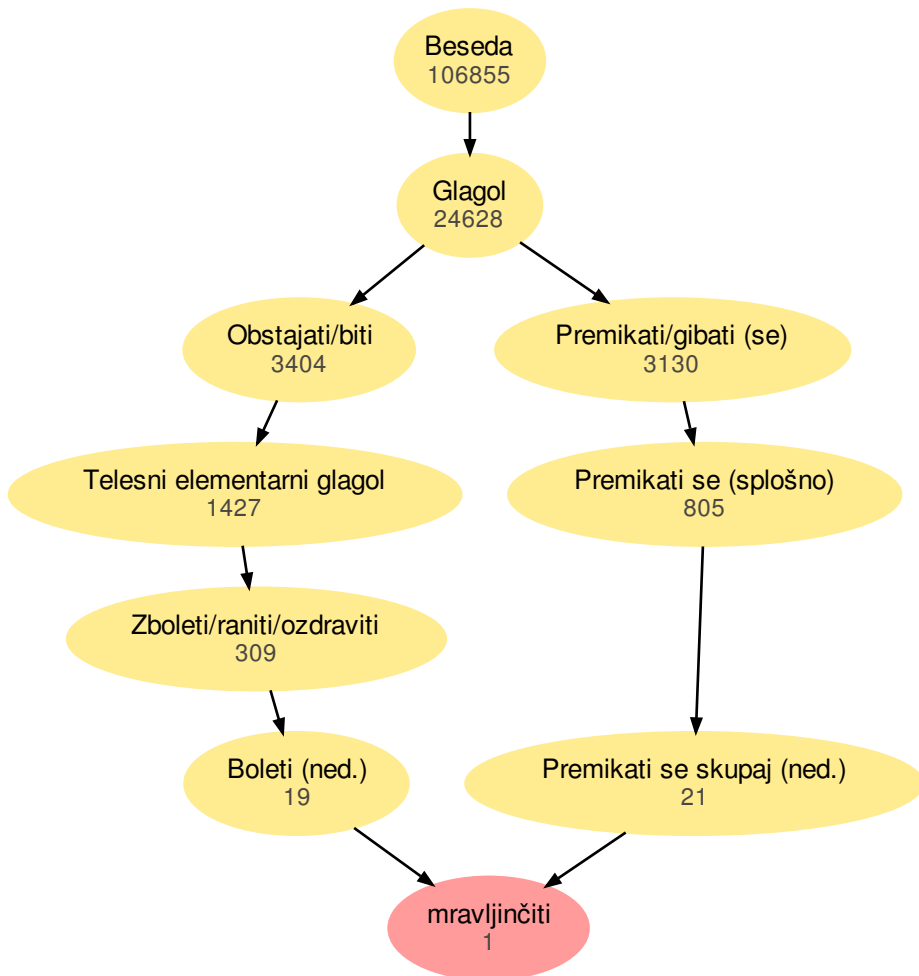 Beseda
106855
Glagol
24628
Obstajati/biti
3404
Premikati/gibati (se)
3130
Telesni elementarni glagol
1427
Premikati se (splošno)
805
Zboleti/raniti/ozdraviti
309
Boleti (ned.)
19
Premikati se skupaj (ned.)
21
mravljinčiti
1